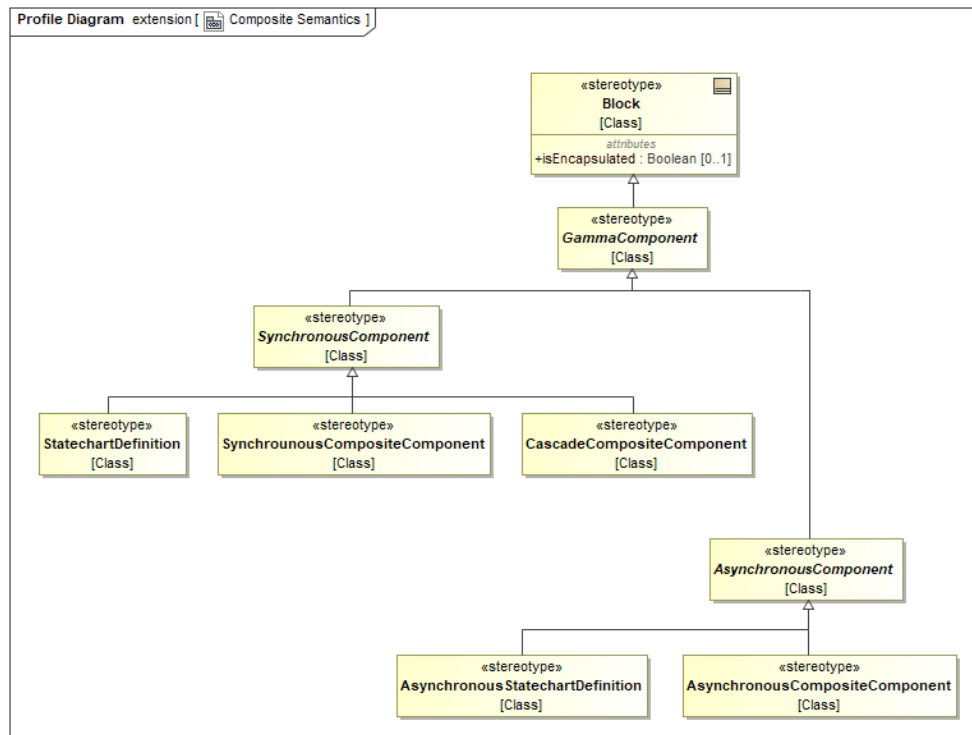 Profile Diagram extension [ Composite Semantics ]
«stereotype»
Block
[Class]
attributes
+isEncapsulated : Boolean [0..1]
«stereotype»
GammaComponent
[Class]
«stereotype»
SynchronousComponent
[Class]
«stereotype»
StatechartDefinition
[Class]
«stereotype»
SynchrounousCompositeComponent
[Class]
«stereotype»
CascadeCompositeComponent
[Class]
«stereotype»
AsynchronousComponent
[Class]
«stereotype»
AsynchronousStatechartDefinition
[Class]
«stereotype»
AsynchronousCompositeComponent
[Class]